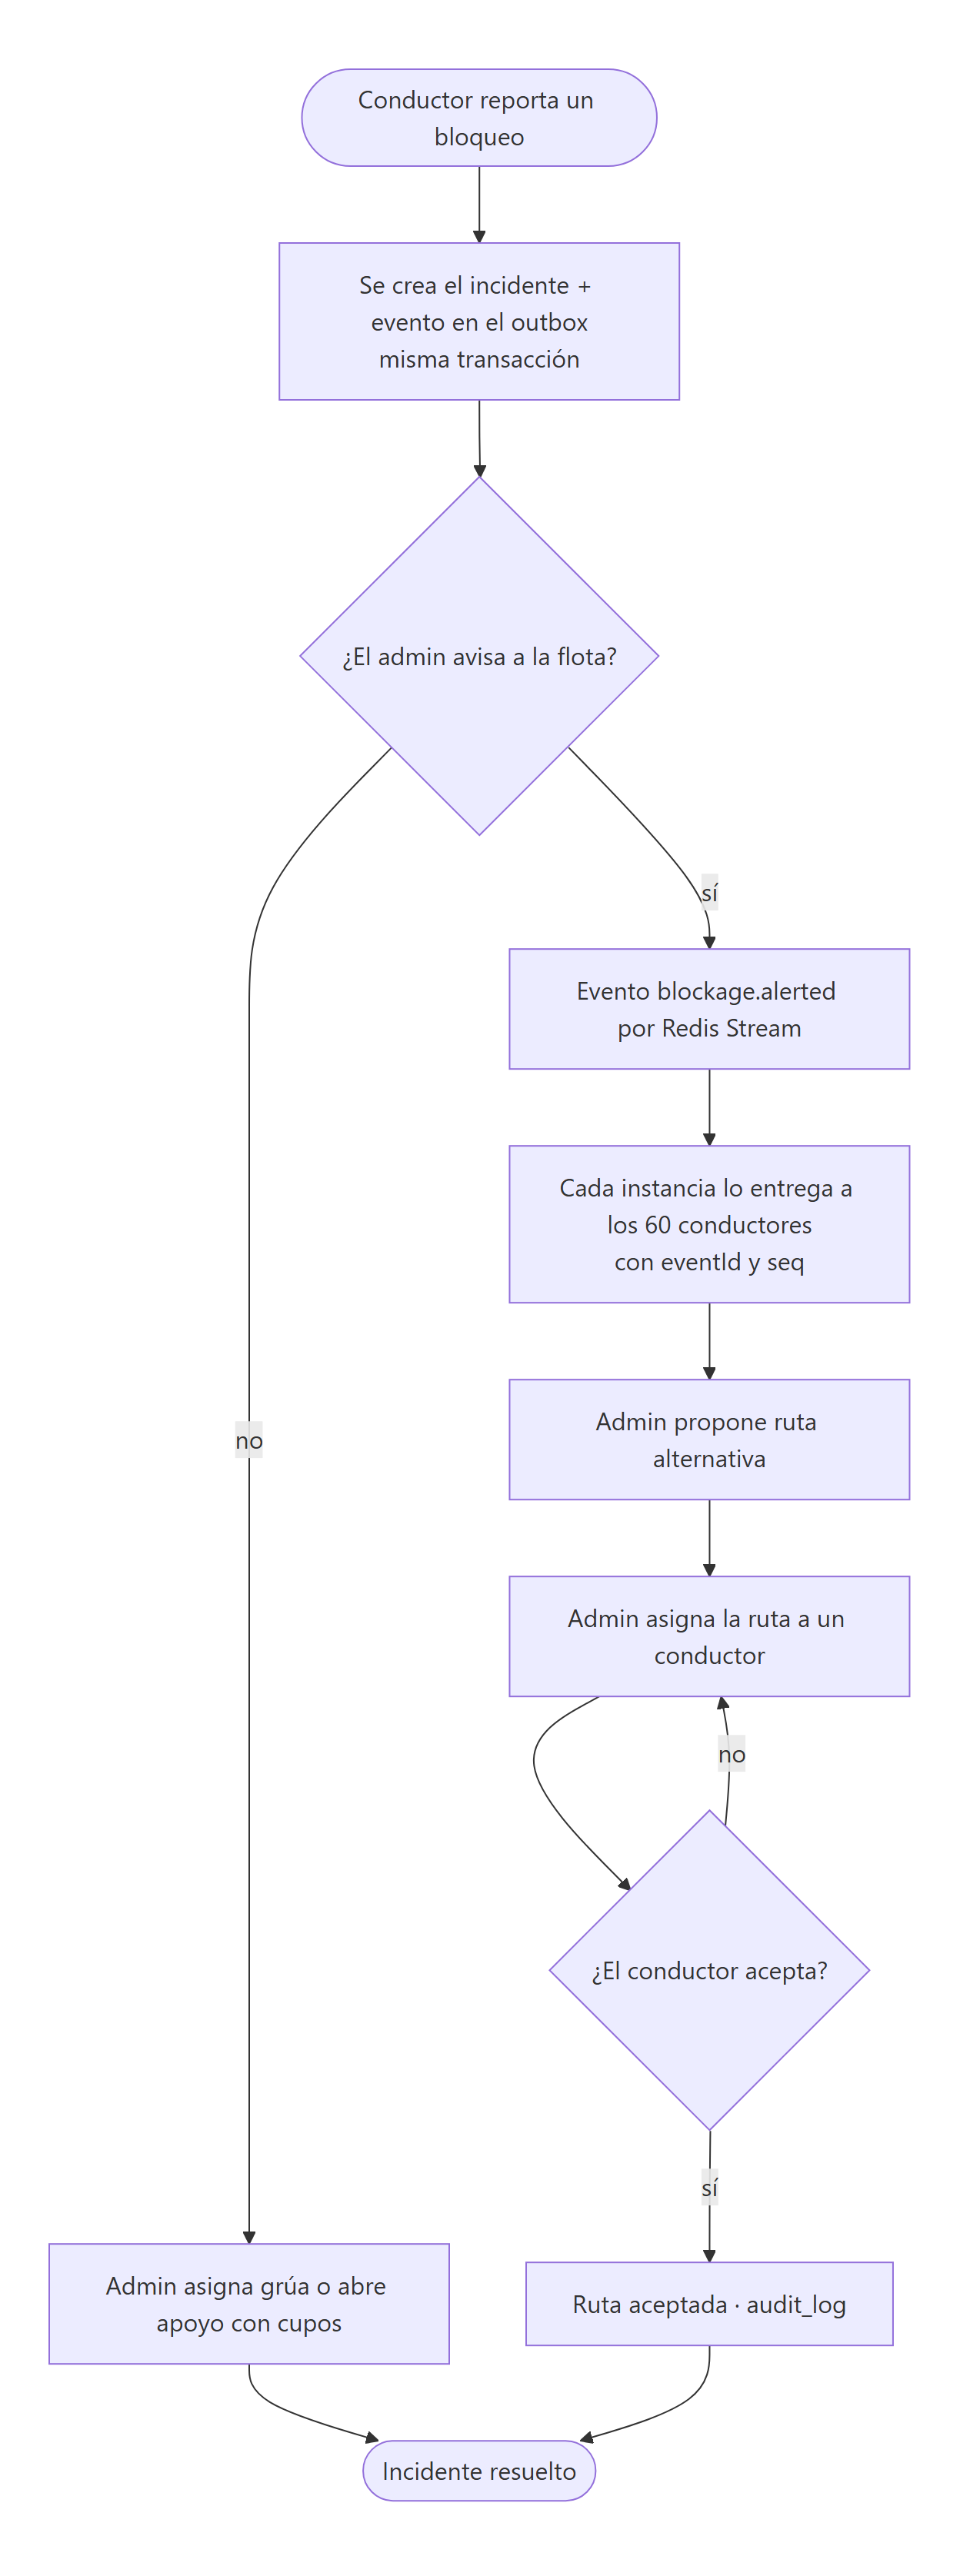 Conductor reporta un
bloqueo
Se crea el incidente +
evento en el outbox
misma transacción
¿El admin avisa a la flota?
sí
Evento blockage.alerted
por Redis Stream
Cada instancia lo entrega a
los 60 conductores
con eventId y seq
Admin propone ruta
alternativa
no
Admin asigna la ruta a un
conductor
no
¿El conductor acepta?
sí
Admin asigna grúa o abre
apoyo con cupos
Ruta aceptada · audit_log
Incidente resuelto